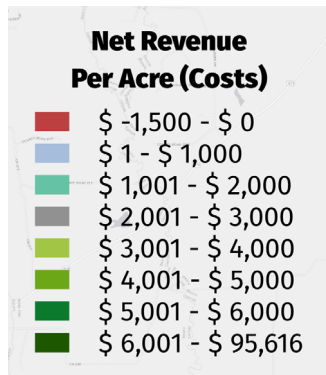 Net Revenue
Per Acre (Costs)
$ -1,500 - $ 0
$ 1 - $ 1,000
$ 1,001 - $ 2,000
$ 2,001 - $ 3,000
$ 3,001 - $ 4,000
$ 4,001 - $ 5,000
$ 5,001 - $ 6,000
$ 6,001 - $ 95,616